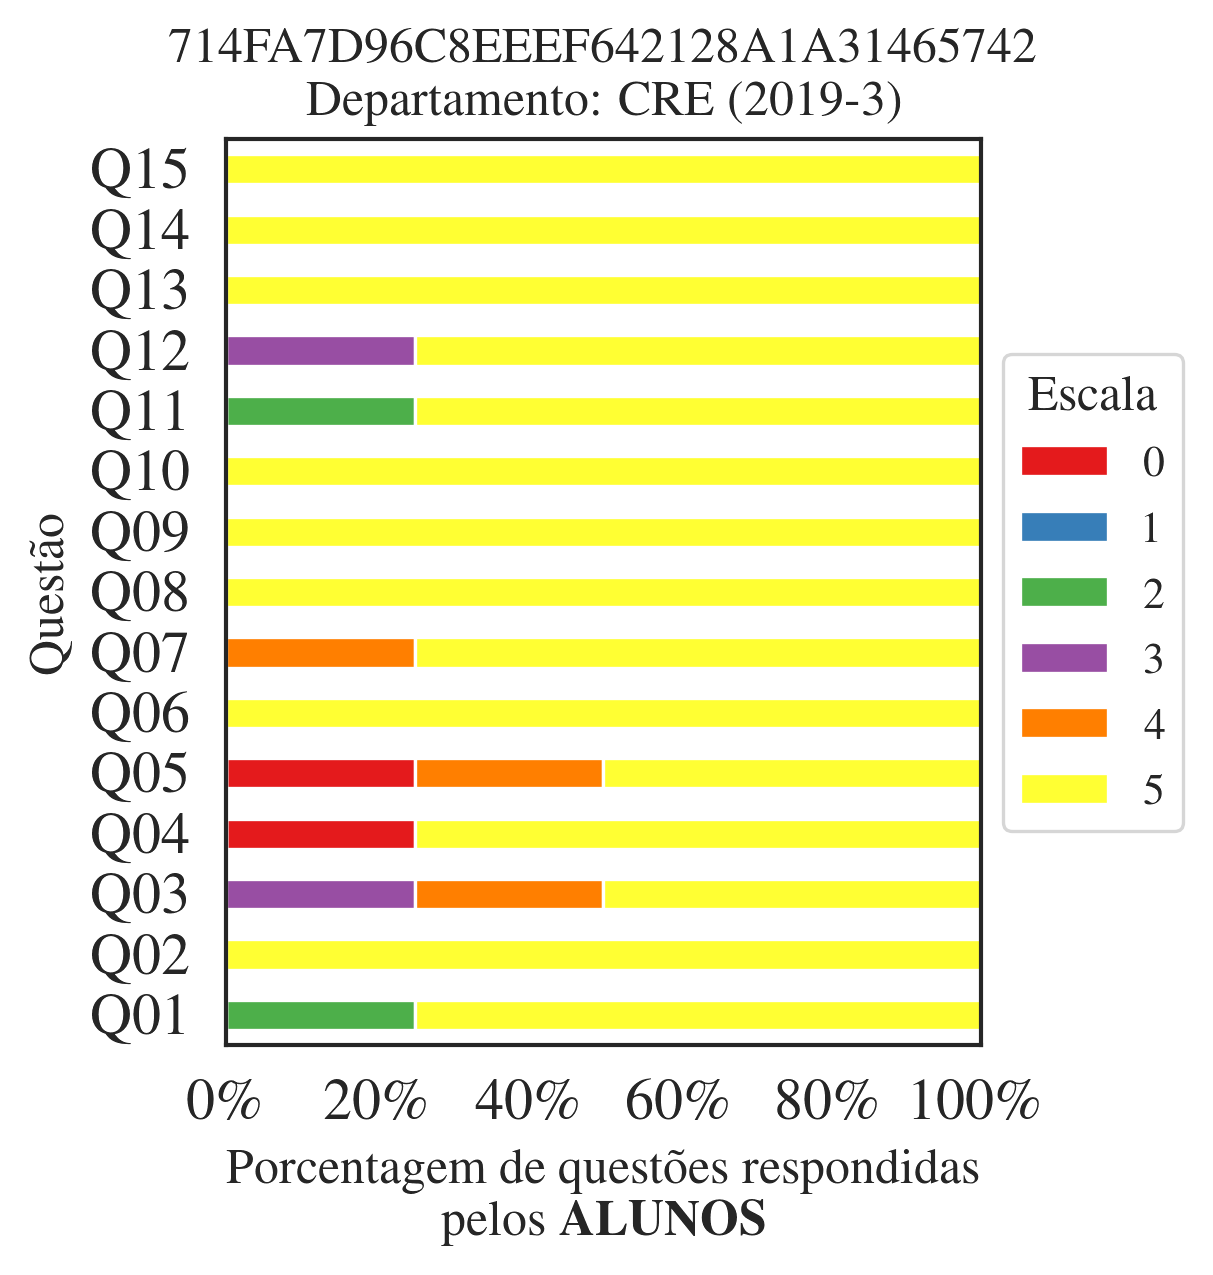 714FA7D96C8EEEF642128A1A31465742
Departamento: CRE (2019-3)
Questão
Q15
Q14
Q13
Q12
Q11
Q10
Q09
Q08
Q07
Q06
Q05
Q04
Q03
Q02
Q01
0% 20% 40% 60% 80% 100%
Porcentagem de questões respondidas
pelos ALUNOS
Escala
0
1
2
3
4
5